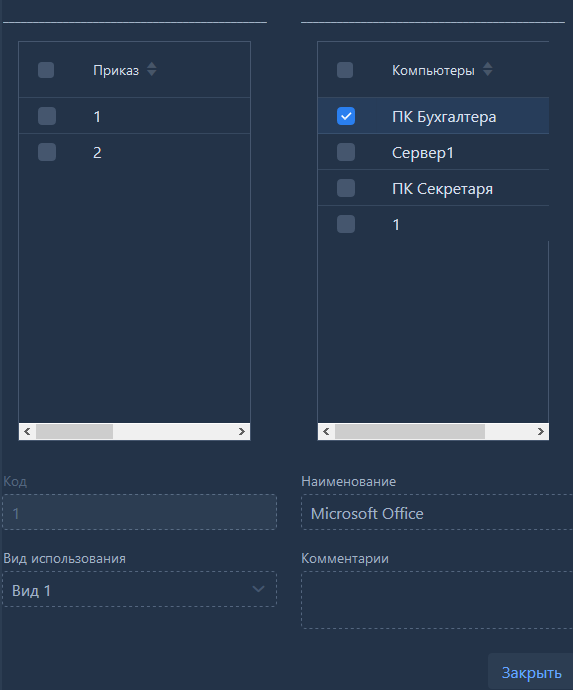 Приказ
1
2
Компьютеры
ПК Бухгалтера
Сервер1
ПК Секретаря
1
Код
1
Наименование
Microsoft Office
Вид использования
Вид 1
Комментарии
Закрыть